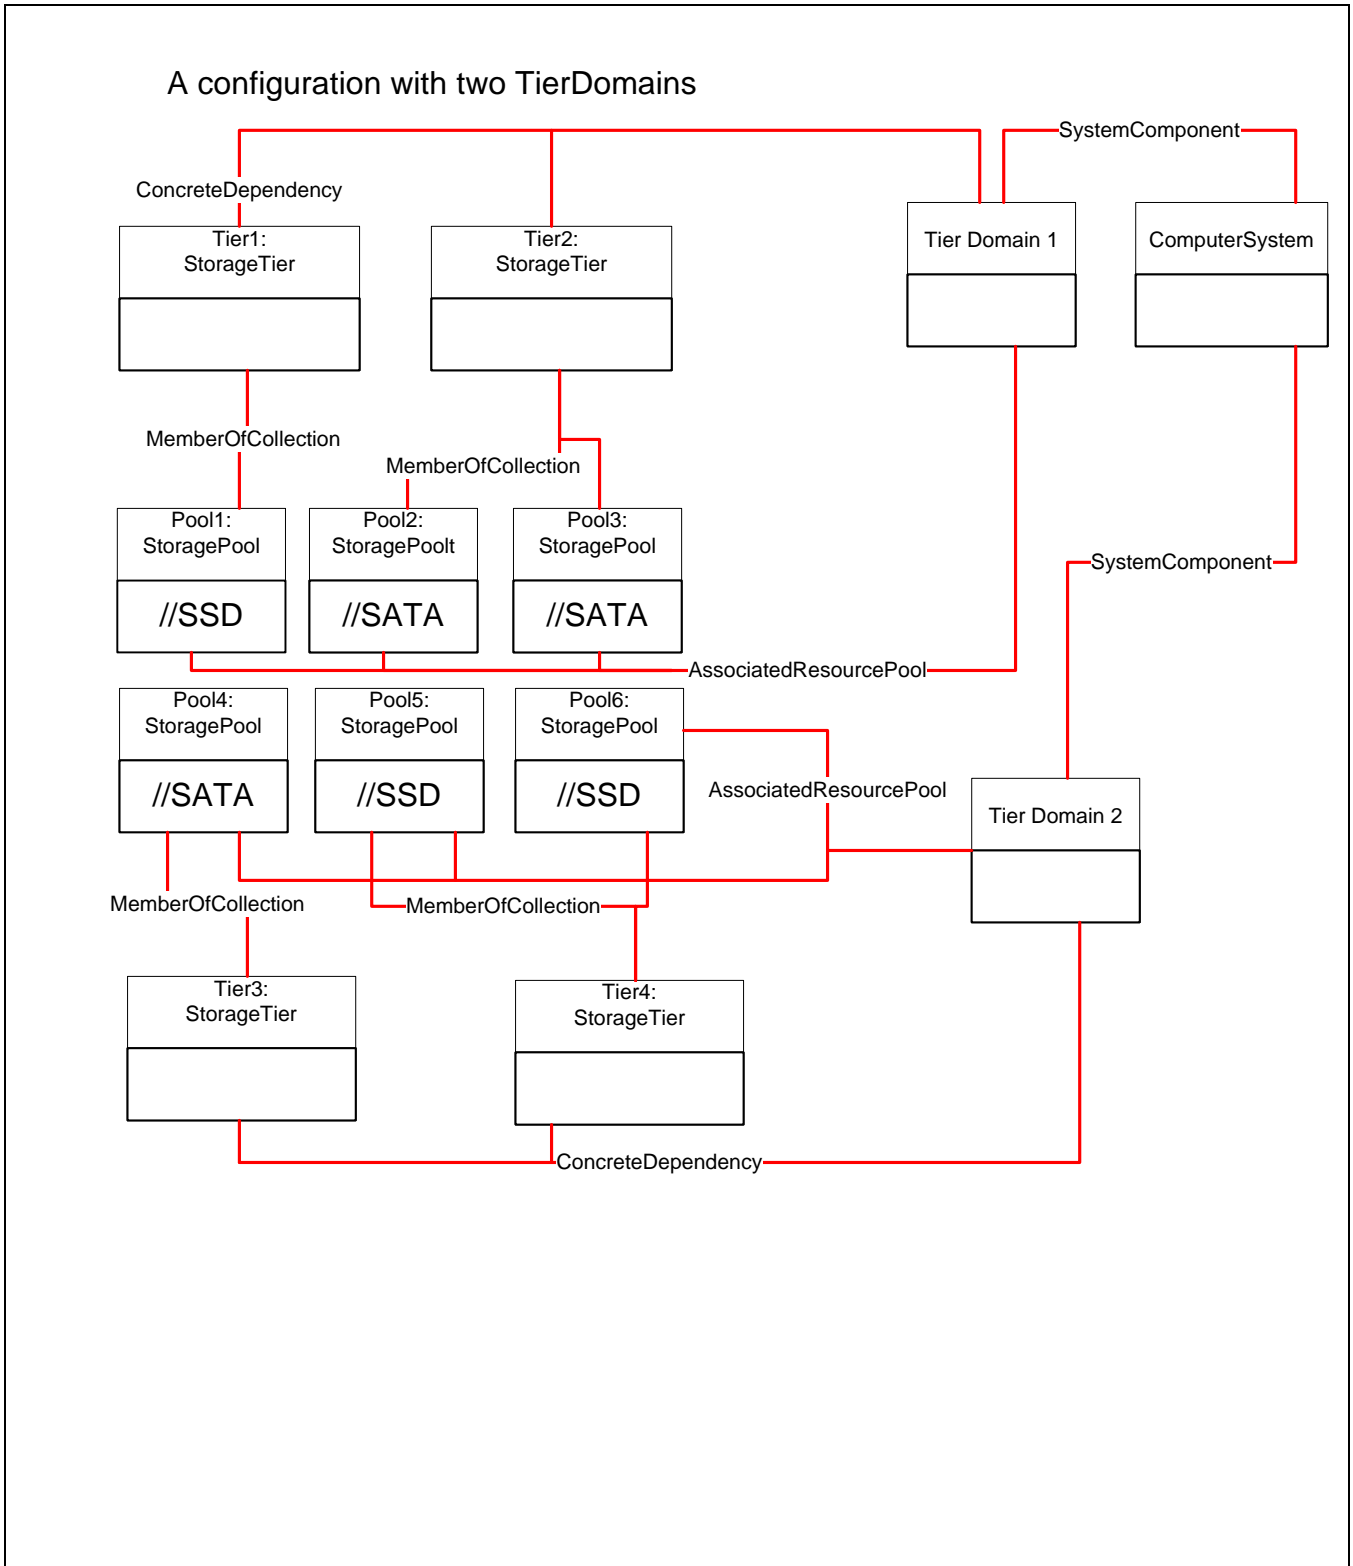 A configuration with two TierDomains
SystemComponent
ConcreteDependency
Tier1:
StorageTier
Tier2:
StorageTier
Tier Domain 1
ComputerSystem
MemberOfCollection
MemberOfCollection
Pool1:
StoragePool
Pool2:
StoragePoolt
Pool3:
StoragePool
SystemComponent
//SSD
//SATA
//SATA
AssociatedResourcePool
Pool4:
StoragePool
Pool5:
StoragePool
Pool6:
StoragePool
//SATA
//SSD
//SSD
AssociatedResourcePool
Tier Domain 2
MemberOfCollection
MemberOfCollection
Tier3:
StorageTier
Tier4:
StorageTier
ConcreteDependency